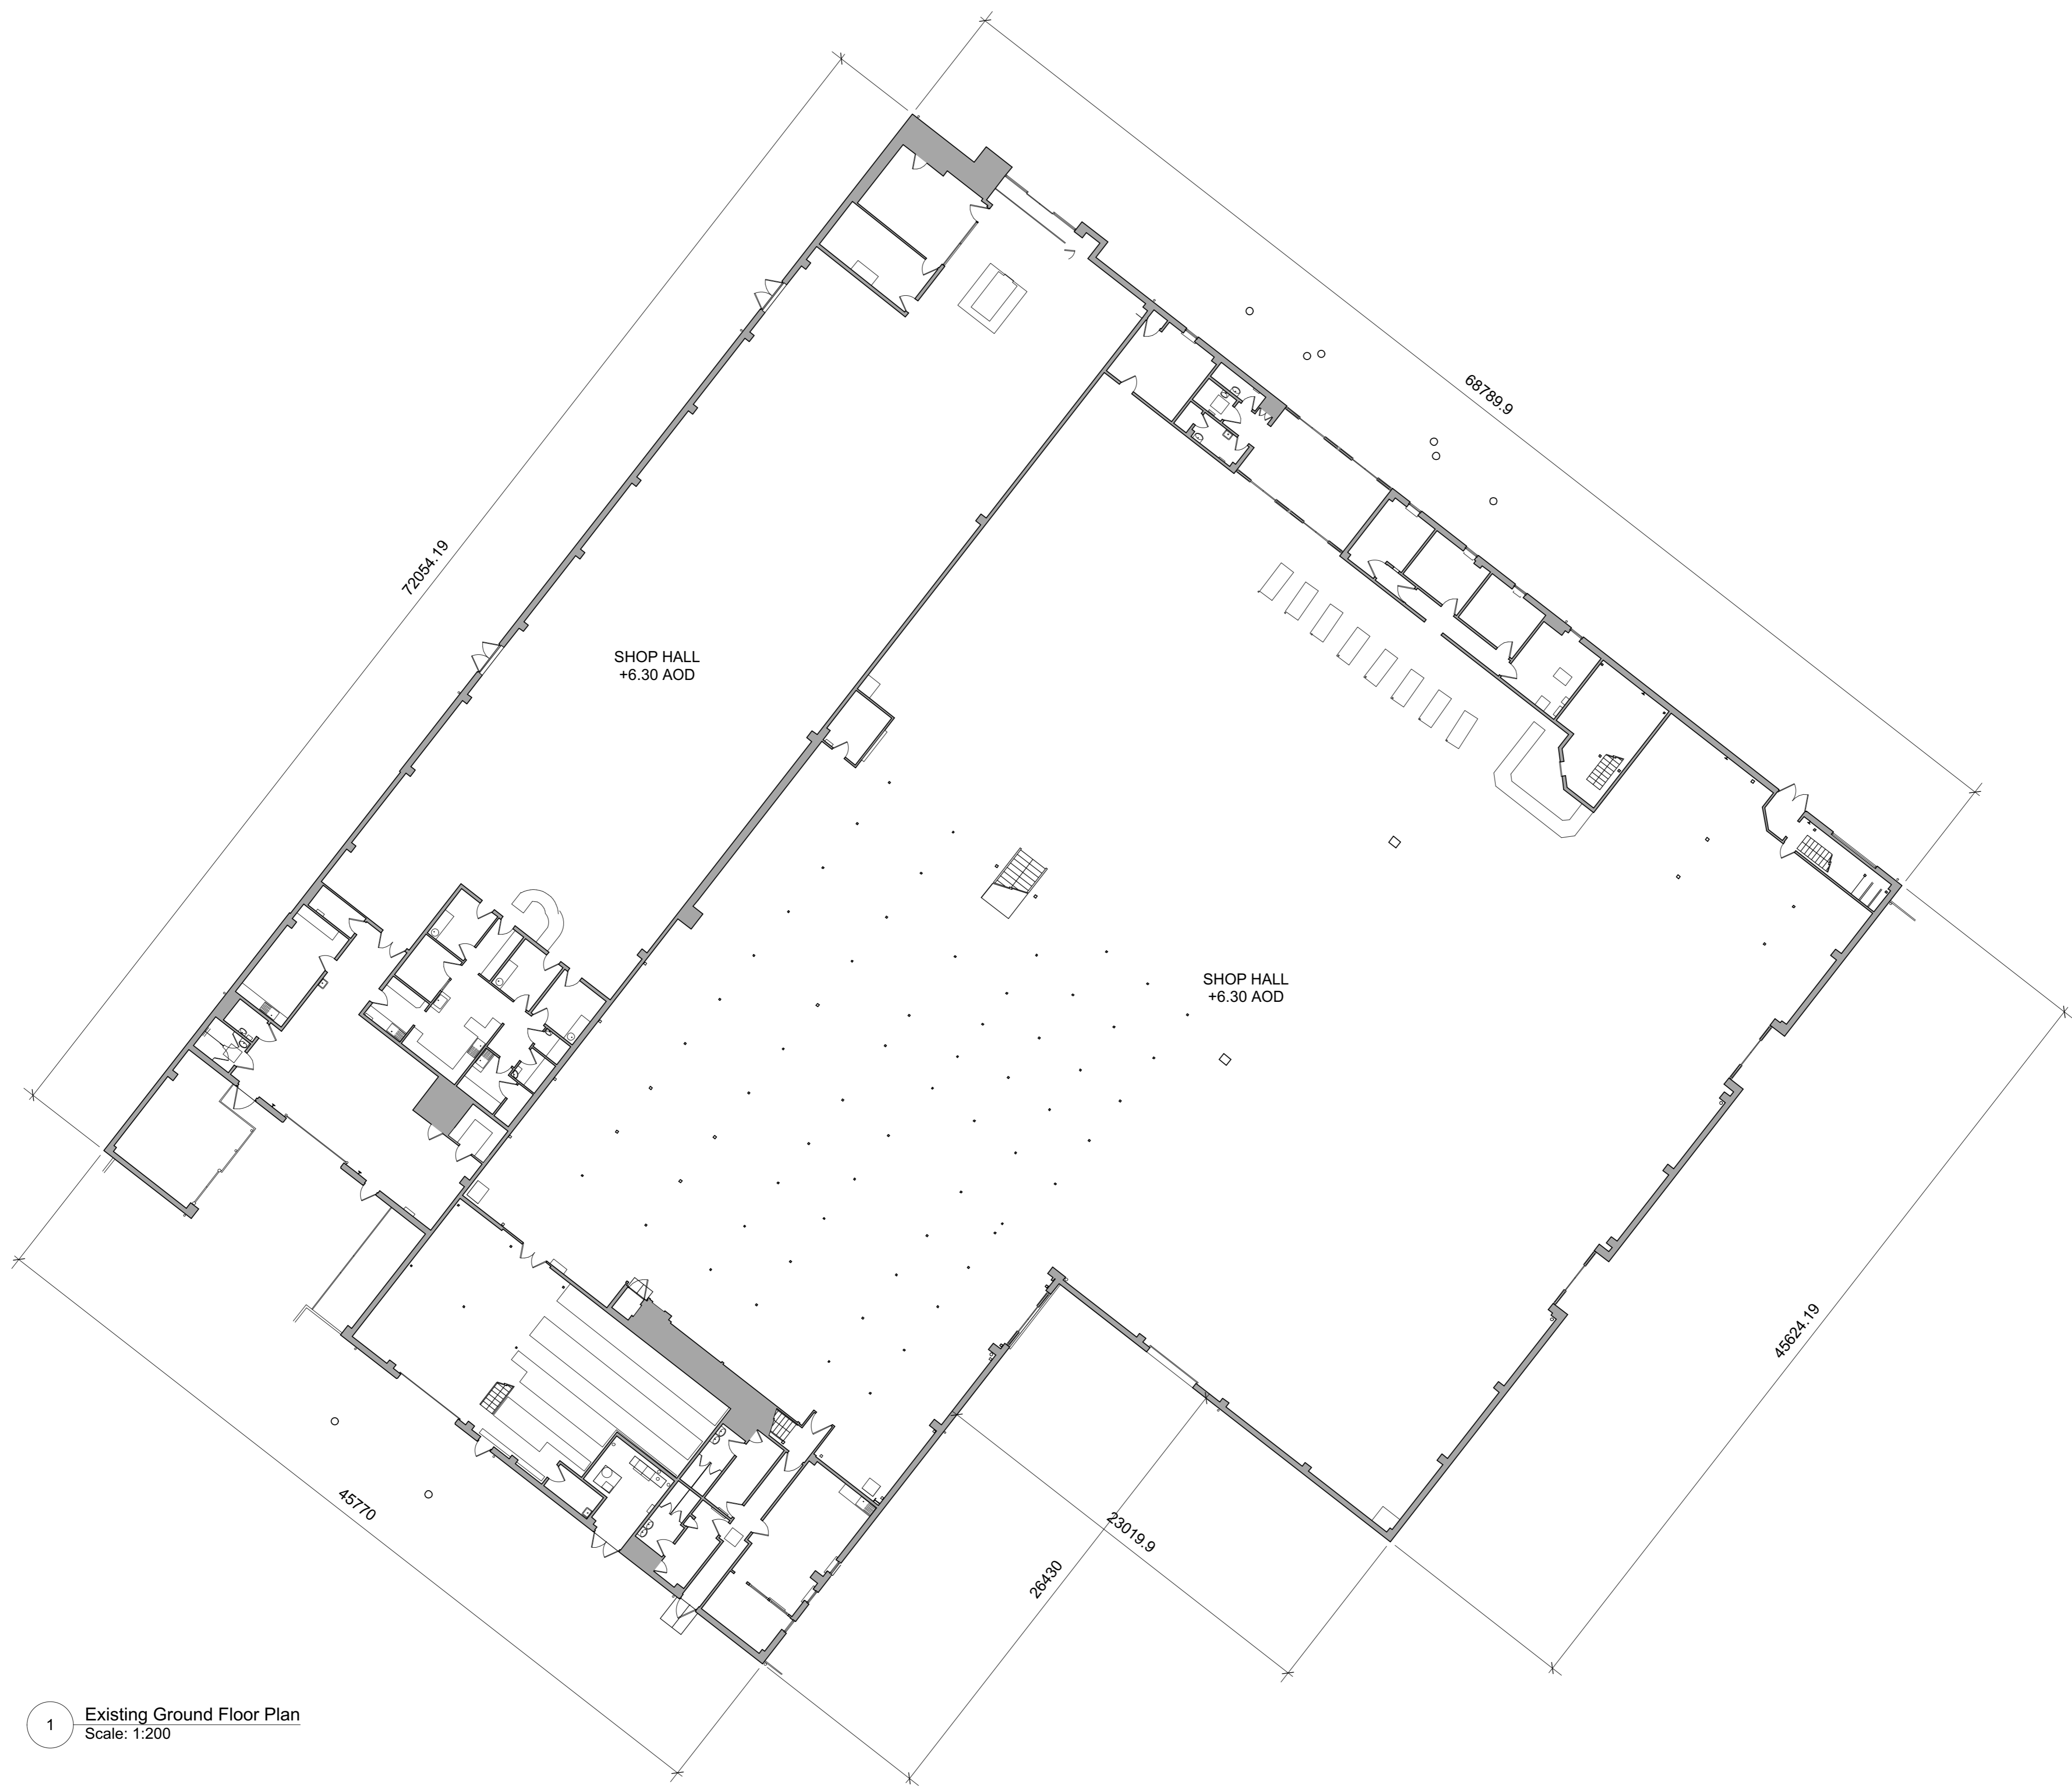 68789.9
72054.19
SHOP HALL
+6.30 AOD
SHOP HALL
+6.30 AOD
45624.19
45770
23019.9
26430
1
Existing Ground Floor Plan
Scale: 1:200